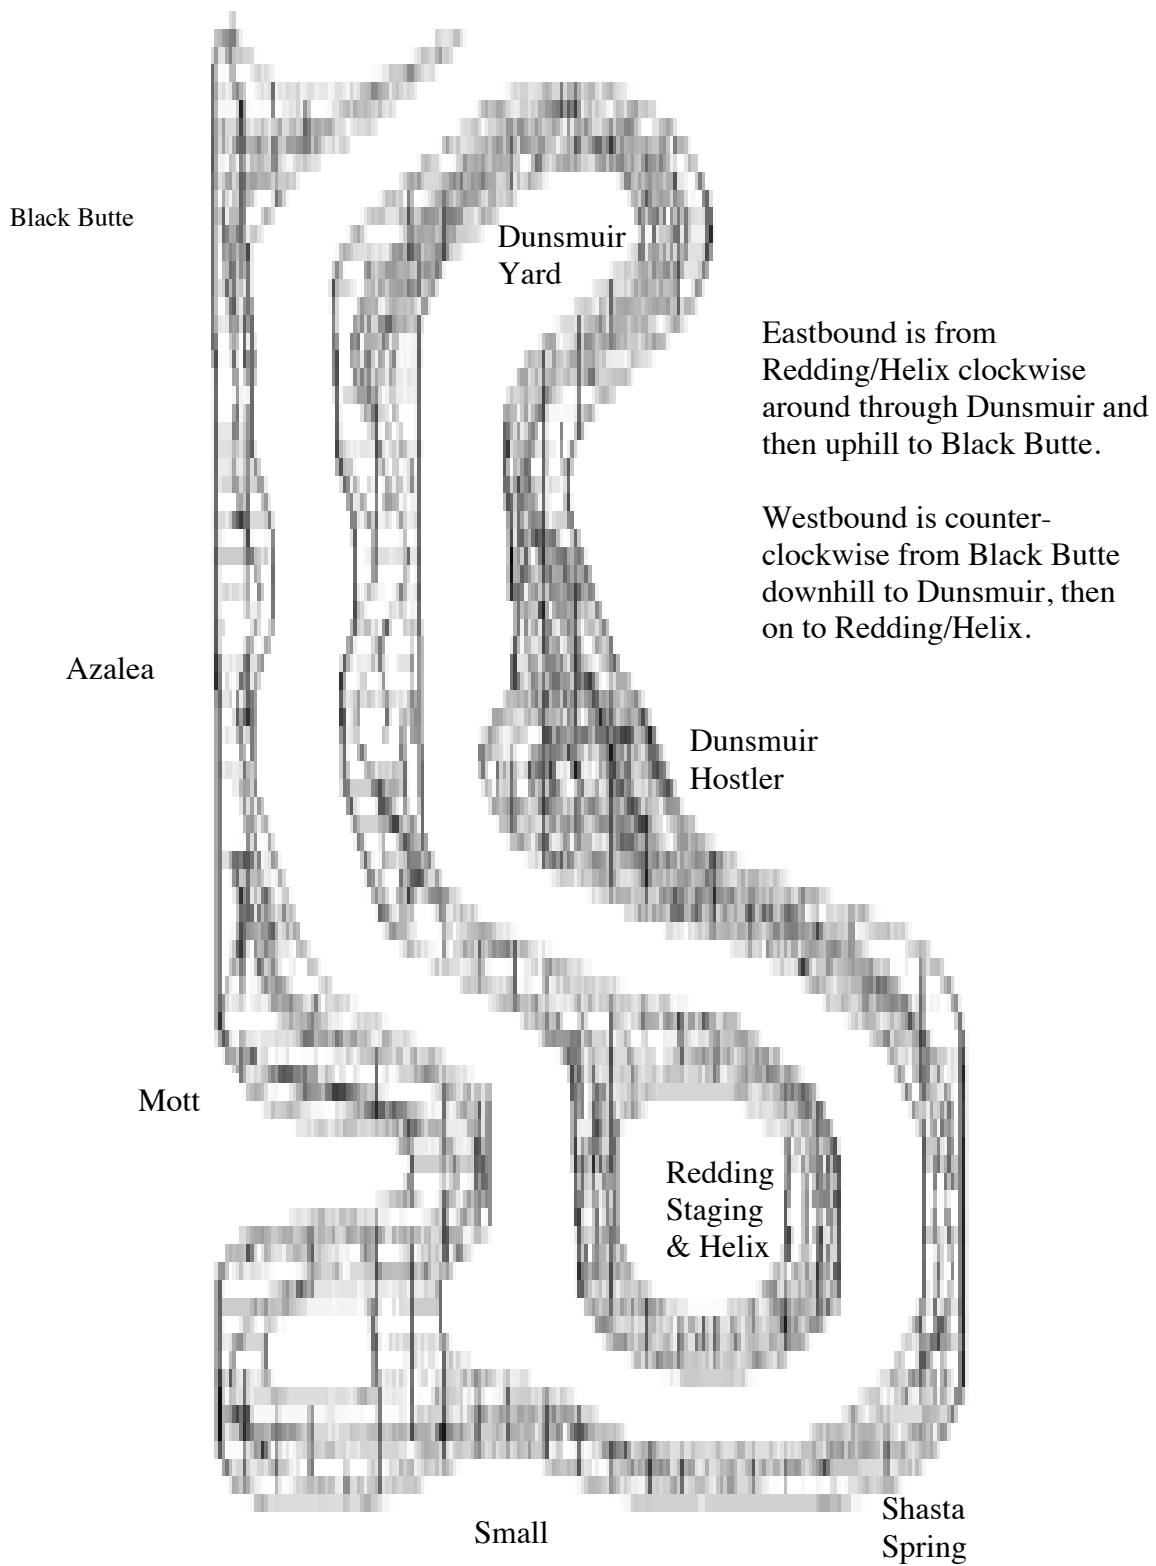 Black Butte
Dunsmuir
Yard
Eastbound is from
Redding/Helix clockwise
around through Dunsmuir and
then uphill to Black Butte.
Westbound is counter-
clockwise from Black Butte
downhill to Dunsmuir, then
on to Redding/Helix.
Azalea
Dunsmuir
Hostler
Mott
Redding
Staging
& Helix
Small
Shasta
Spring